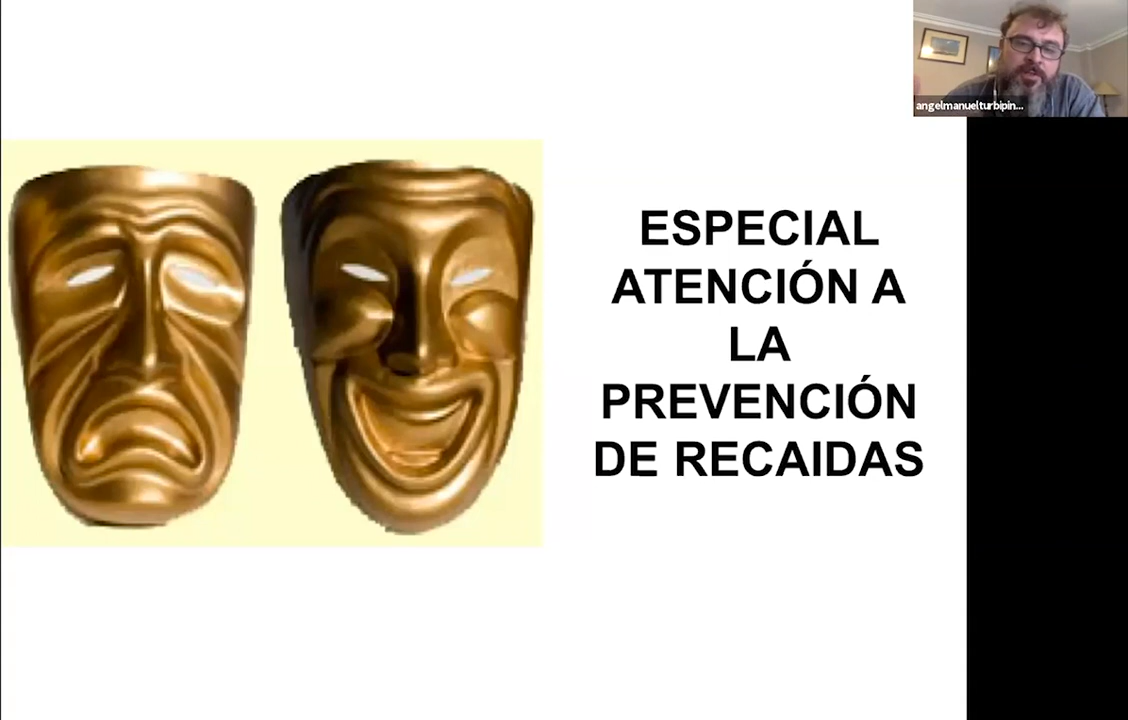 angelmanuelturbipin...
ESPECIAL
ATENCIÓN A
LA
PREVENCIÓN
DE RECAIDAS